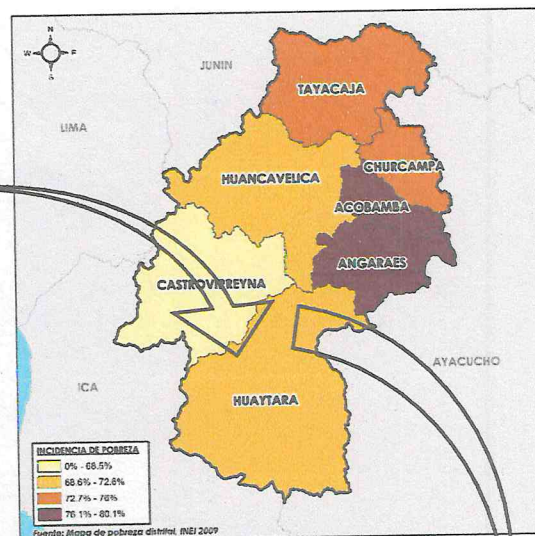 N
W E
S
JUNIN
TAYACAJA
LIMA
CHURCAMPA
HUANCAVELICA
ACOBAMBA
ANGARAES
CASTROVIRREYNA
AYACUCHO
ICA
HUAYTARA
INCIDENCIA DE POBREZA
0% - 68.5%
68.6% - 72.6%
72.7% - 76%
76.1% - 80.1%
Fuente: Mapa de pobreza distrital, INEI 2009